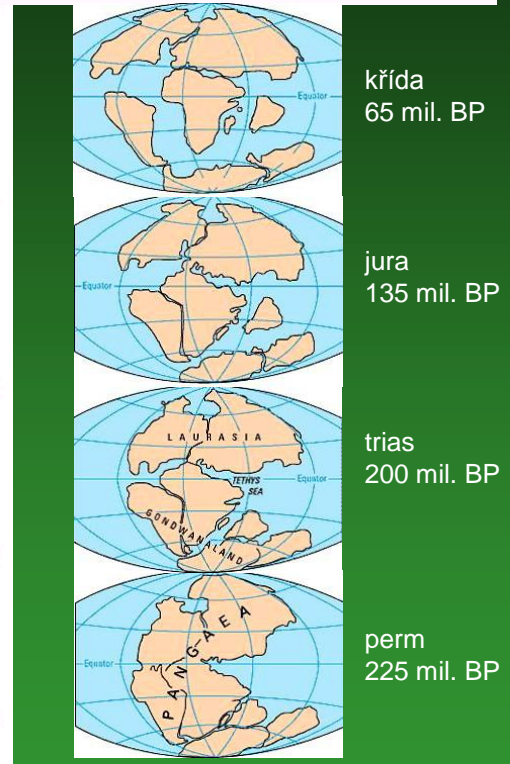 Equator
křída
65 mil. BP
Equator
jura
135 mil. BP
LAURASIA
TETHYS
SEA
Equator
GONDWANALAND
trias
200 mil. BP
PANGAEA
Equator
perm
225 mil. BP